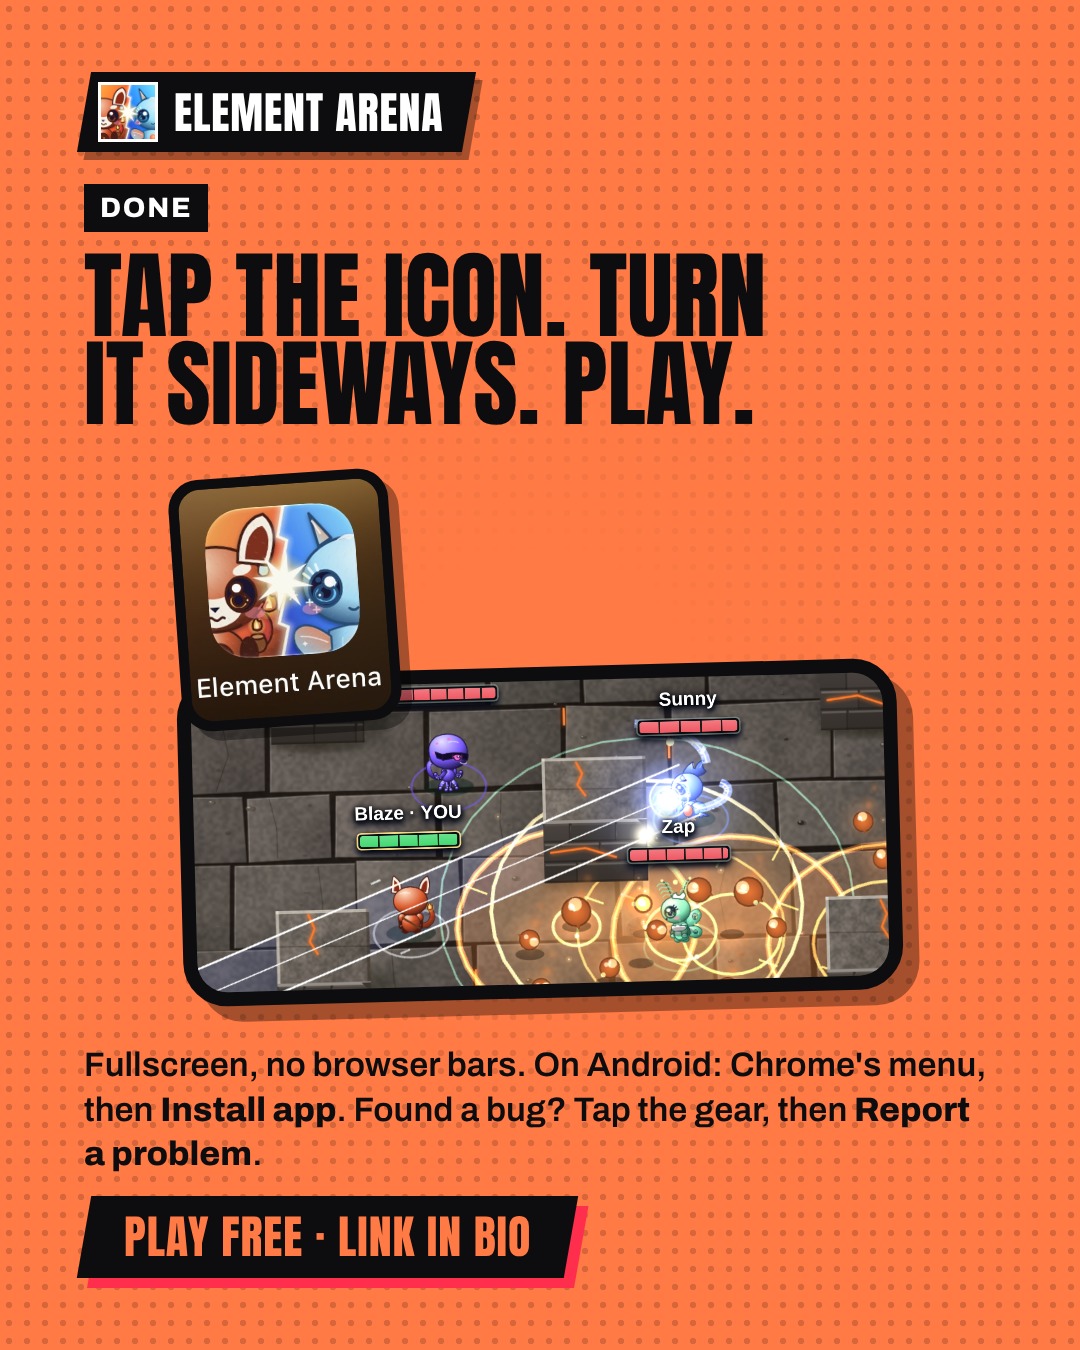 ELEMENT ARENA
DONE
TAP THE ICON. TURN
IT SIDEWAYS. PLAY.
Element Arena
Sunny
Blaze · YOU
Zap
Fullscreen, no browser bars. On Android: Chrome's menu,
then Install app. Found a bug? Tap the gear, then Report
a problem.
PLAY FREE · LINK IN BIO